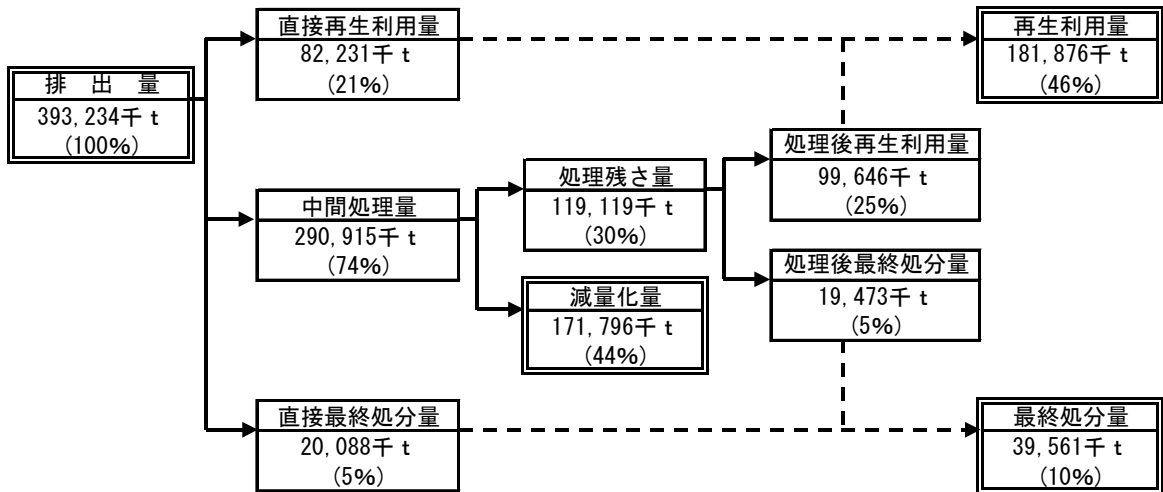 排 出 量
393,234千ｔ
(100%)
直接再生利用量
82,231千ｔ
(21%)
中間処理量
290,915千ｔ
(74%)
直接最終処分量
20,088千ｔ
(5%)
処理残さ量
119,119千ｔ
(30%)
減量化量
171,796千ｔ
(44%)
処理後再生利用量
99,646千ｔ
(25%)
処理後最終処分量
19,473千ｔ
(5%)
再生利用量
181,876千ｔ
(46%)
最終処分量
39,561千ｔ
(10%)